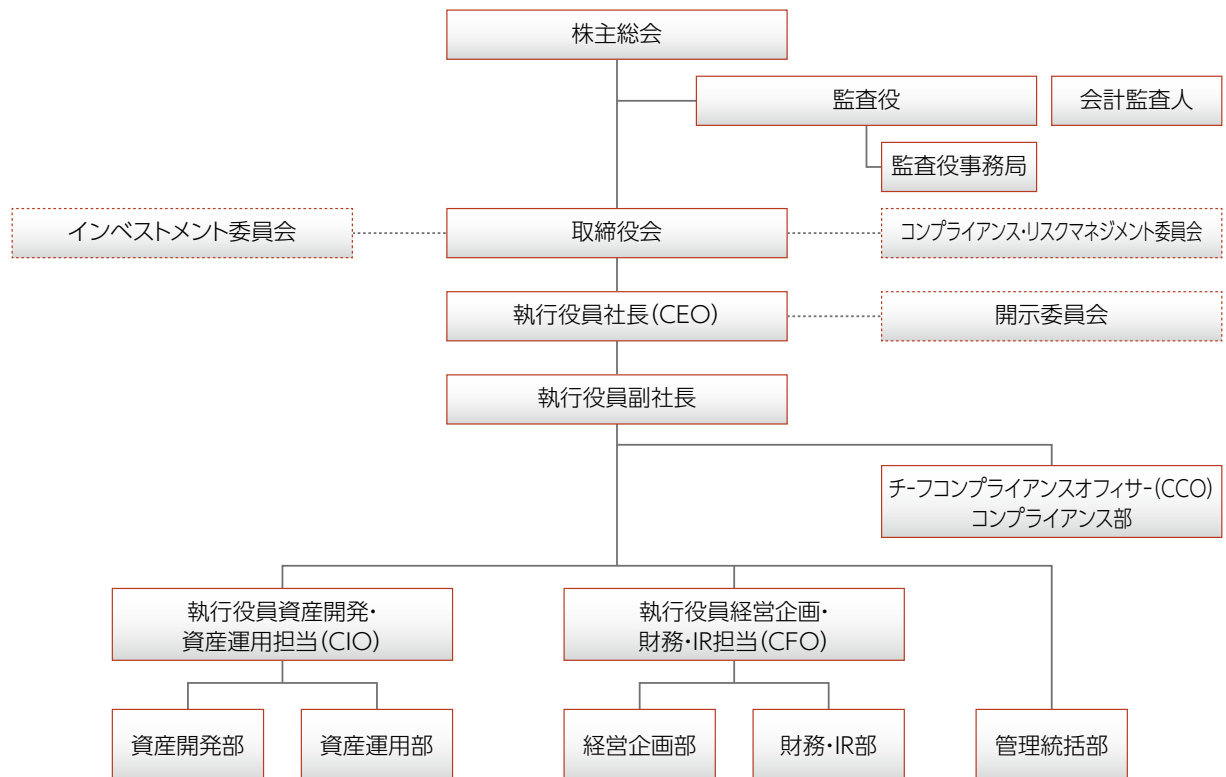 株主総会
監査役
会計監査人
監査役事務局
インベストメント委員会
取締役会
コンプライアンス・リスクマネジメント委員会
執行役員社長(CEO)
開示委員会
執行役員副社長
チーフコンプライアンスオフィサー(CCO)
コンプライアンス部
執行役員資産開発・
資産運用担当(CIO)
執行役員経営企画・
財務・IR担当(CFO)
資産開発部
資産運用部
経営企画部
財務・IR部
管理統括部